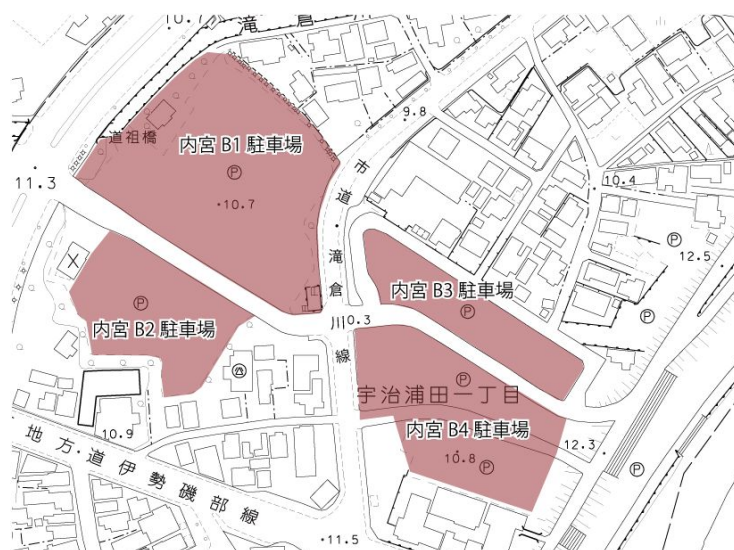 10.7
滝倉
道祖橋
内宮 B1 駐車場
Ⓟ
9.8
11.3
・10.7
市道滝倉川線
10.4
Ⓟ
12.5
Ⓟ
内宮 B2 駐車場
Ⓟ
内宮 B3 駐車場
Ⓟ
10.3
Ⓟ
宇治浦田一丁目
内宮 B4 駐車場
10.9
10.8
Ⓟ
12.3
Ⓟ
地方道伊勢磯部線
・11.5